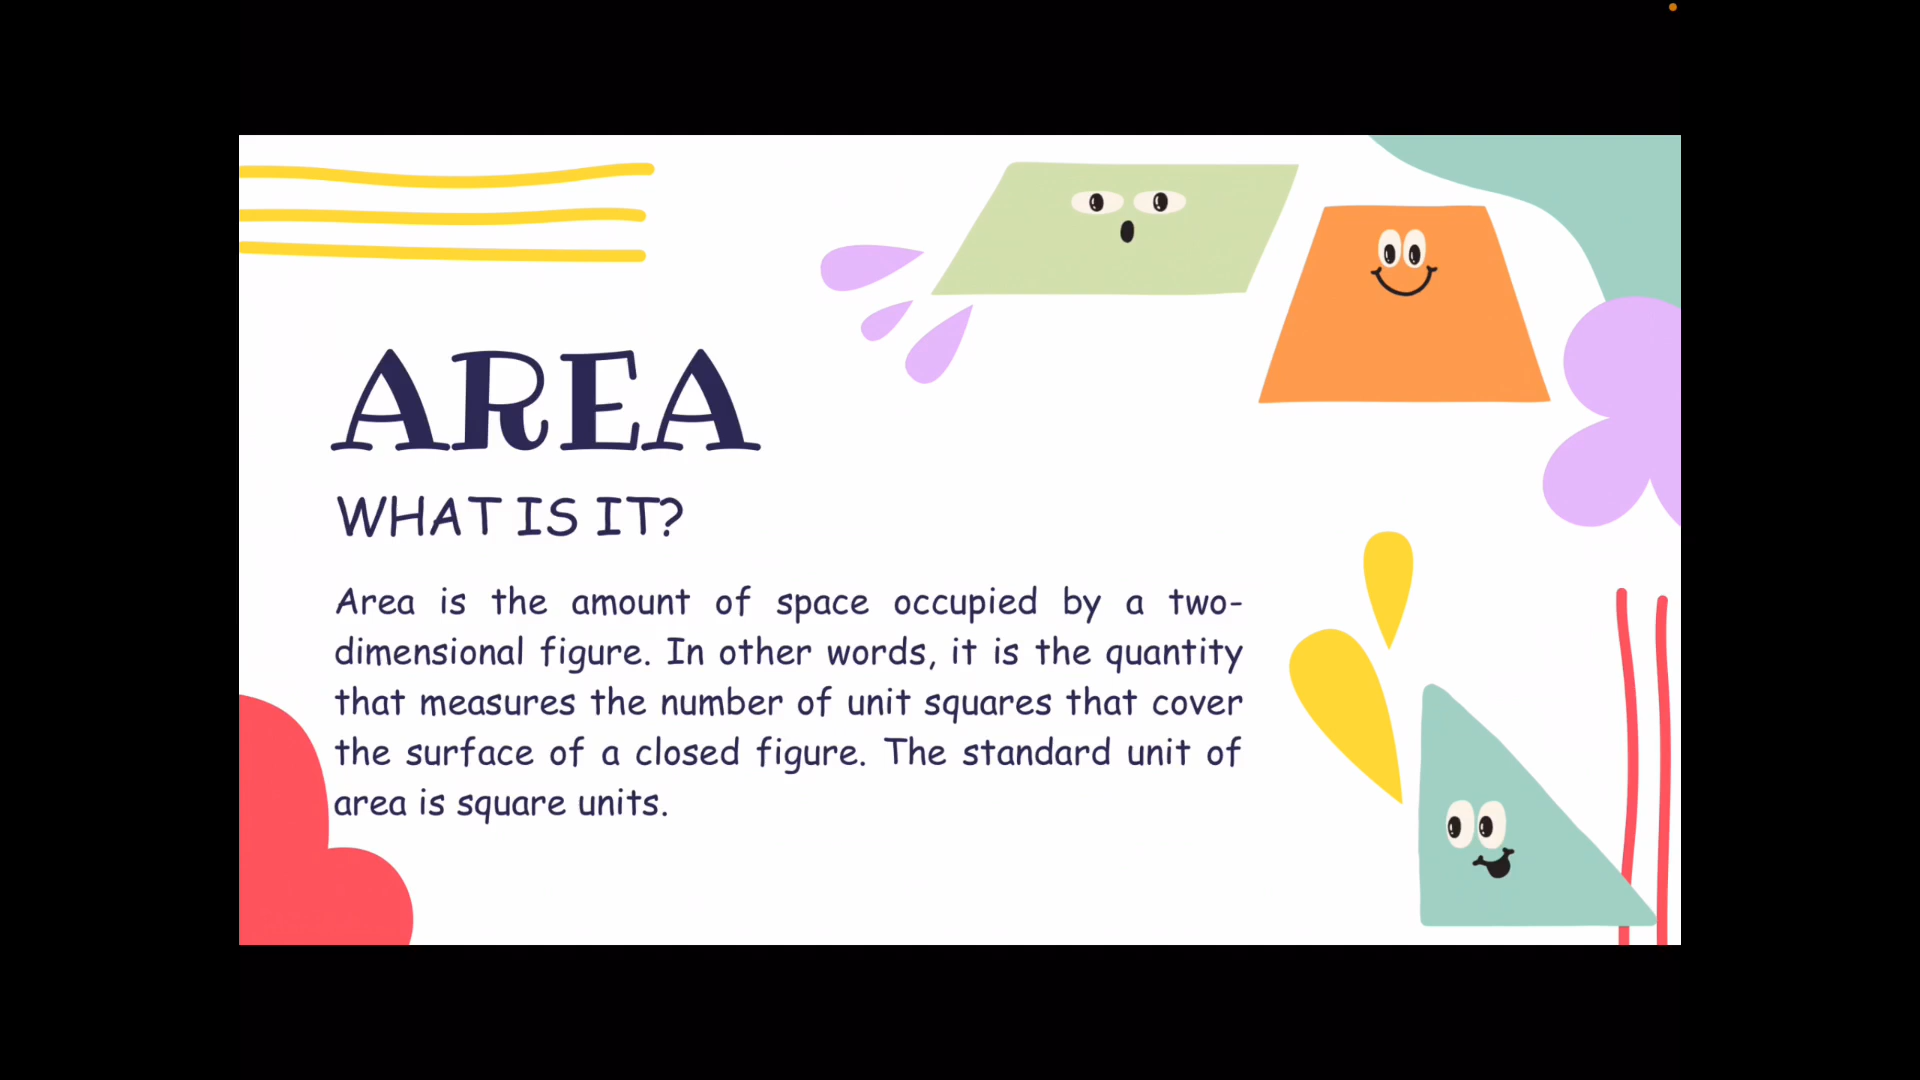 AREA
WHAT IS IT?
Area is the amount of space occupied by a two-
dimensional figure. In other words, it is the quantity
that measures the number of unit squares that cover
the surface of a closed figure. The standard unit of
area is square units.